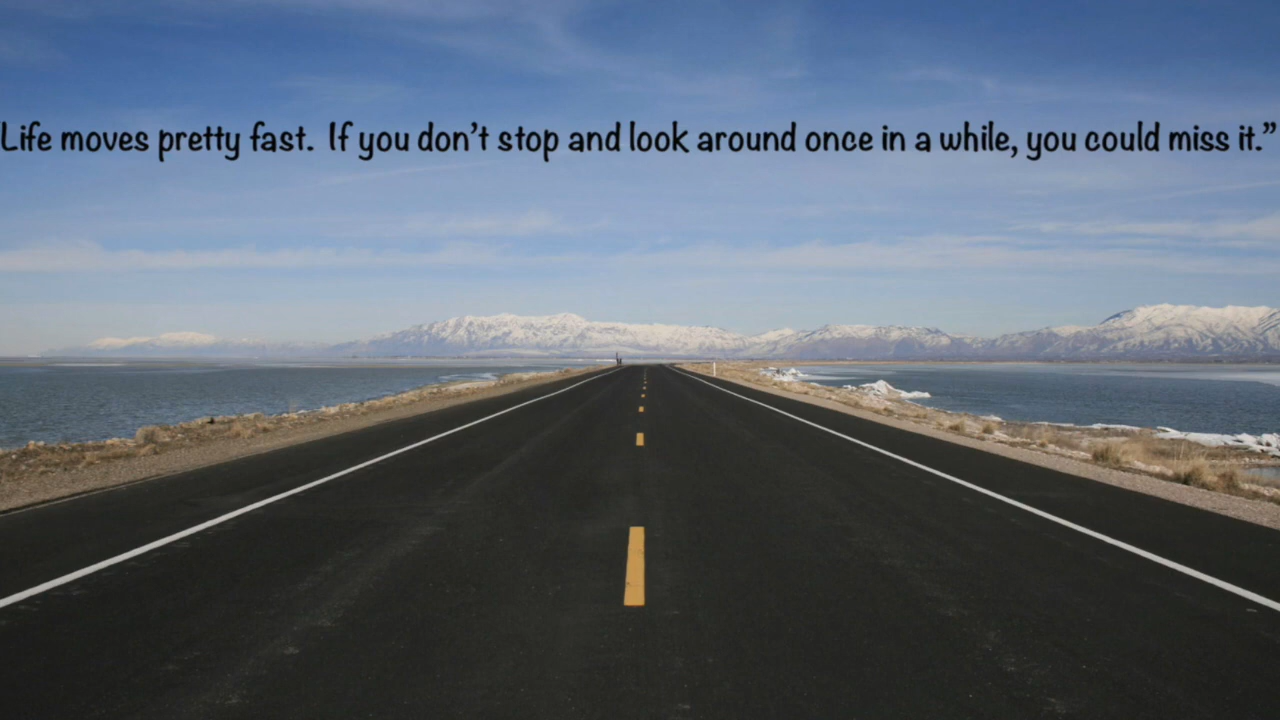 Life moves pretty fast. If you don't stop and look around once in a while, you could miss it.”